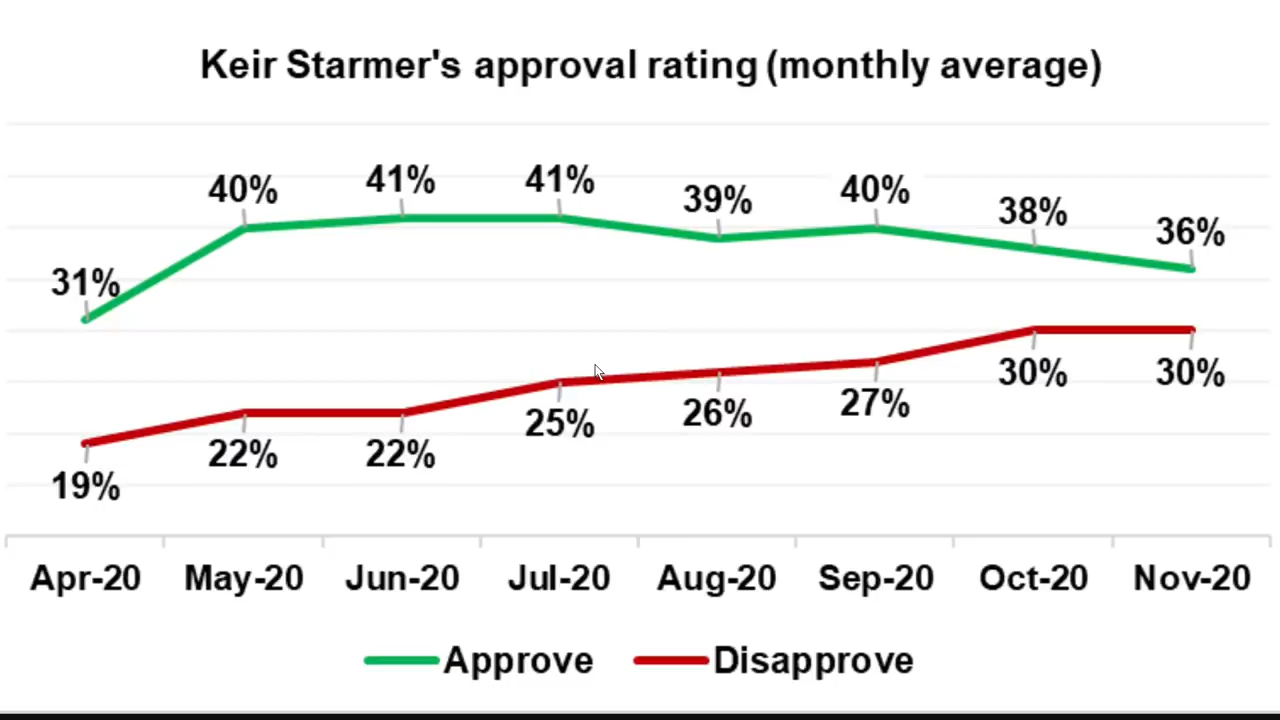 Keir Starmer's approval rating (monthly average)
40% 41% 41% 39% 40% 38% 36%
31%
19% 22% 22% 25% 26% 27% 30% 30%
Apr-20 May-20 Jun-20 Jul-20 Aug-20 Sep-20 Oct-20 Nov-20
Approve Disapprove